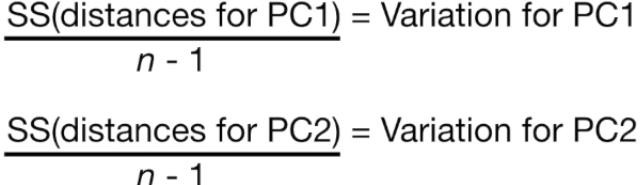 SS(distances for PC1) = Variation for PC1
n - 1
SS(distances for PC2) = Variation for PC2
n - 1